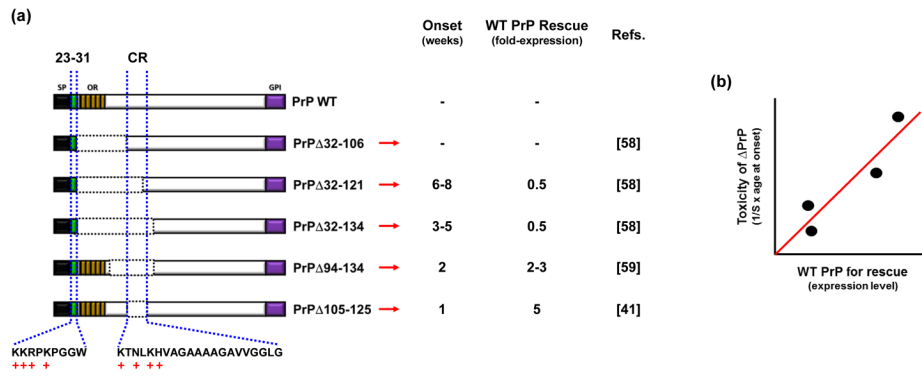 (a)
Onset
(weeks)
WT PrP Rescue
(fold-expression)
Refs.
23-31
CR
SP
OR
GPI
PrP WT
-
-
PrPΔ32-106
-
-
[58]
PrPΔ32-121
6-8
0.5
[58]
PrPΔ32-134
3-5
0.5
[58]
PrPΔ94-134
2
2-3
[59]
PrPΔ105-125
1
5
[41]
KKRPKPGGW
+++ +
KTNLKHVAGAAAAGAVVGGLG
+ + + +
(b)
Toxicity of ΔPrP
(1/S x age at onset)
WT PrP for rescue
(expression level)